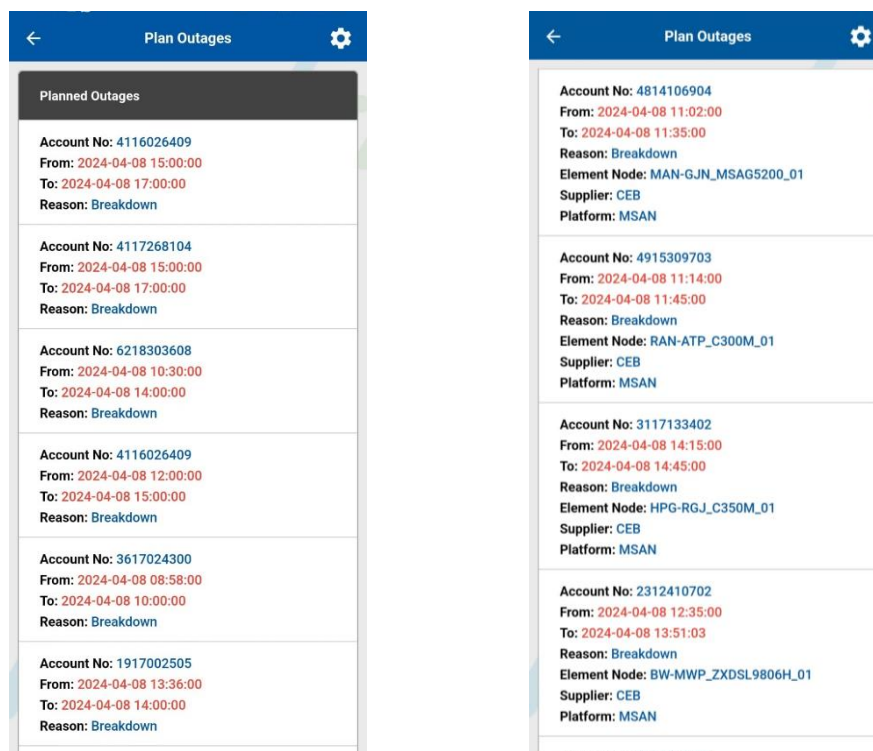 Plan Outages
Planned Outages
Account No: 4116026409
From: 2024-04-08 15:00:00
To: 2024-04-08 17:00:00
Reason: Breakdown
Account No: 4117268104
From: 2024-04-08 15:00:00
To: 2024-04-08 17:00:00
Reason: Breakdown
Account No: 6218303608
From: 2024-04-08 10:30:00
To: 2024-04-08 14:00:00
Reason: Breakdown
Account No: 4116026409
From: 2024-04-08 12:00:00
To: 2024-04-08 15:00:00
Reason: Breakdown
Account No: 3617024300
From: 2024-04-08 08:58:00
To: 2024-04-08 10:00:00
Reason: Breakdown
Account No: 1917002505
From: 2024-04-08 13:36:00
To: 2024-04-08 14:00:00
Reason: Breakdown
Plan Outages
Account No: 4814106904
From: 2024-04-08 11:02:00
To: 2024-04-08 11:35:00
Reason: Breakdown
Element Node: MAN-GJN_MSAG5200_01
Supplier: CEB
Platform: MSAN
Account No: 4915309703
From: 2024-04-08 11:14:00
To: 2024-04-08 11:45:00
Reason: Breakdown
Element Node: RAN-ATP_C300M_01
Supplier: CEB
Platform: MSAN
Account No: 3117133402
From: 2024-04-08 14:15:00
To: 2024-04-08 14:45:00
Reason: Breakdown
Element Node: HPG-RGJ_C350M_01
Supplier: CEB
Platform: MSAN
Account No: 2312410702
From: 2024-04-08 12:35:00
To: 2024-04-08 13:51:03
Reason: Breakdown
Element Node: BW-MWP_ZXDSL9806H_01
Supplier: CEB
Platform: MSAN